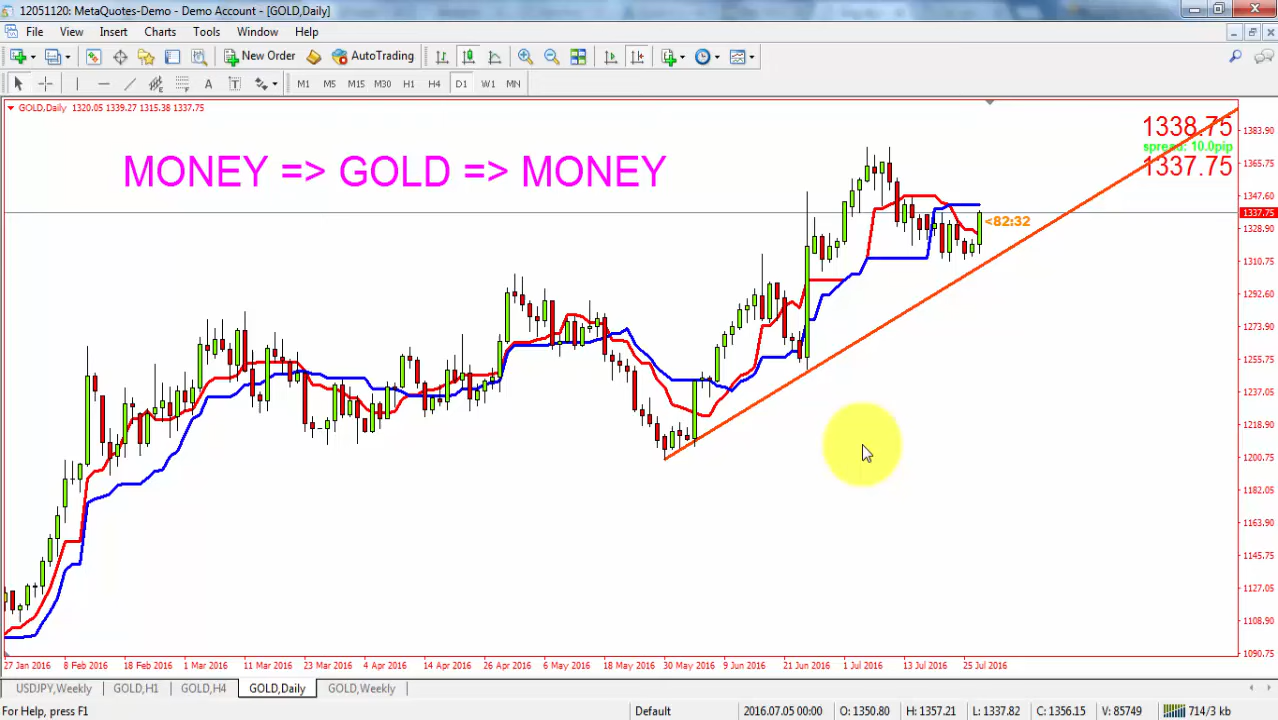 12051120: MetaQuotes-Demo - Demo Account - [GOLD,Daily]
File View Insert Charts Tools Window Help
New Order AutoTrading
A T M1 M5 M15 M30 H1 H4 D1 W1 MN
GOLD,Daily 1320.05 1339.27 1315.38 1337.75
MONEY => GOLD => MONEY
1338.75
spread: 10.0pip
1337.75
<82:32
1383.90
1365.75
1347.60
1337.75
1328.90
1310.75
1292.60
1273.90
1255.75
1237.05
1218.90
1200.75
1182.05
1163.90
1145.75
1127.05
1108.90
1090.75
27 Jan 2016 8 Feb 2016 18 Feb 2016 1 Mar 2016 11 Mar 2016 23 Mar 2016 4 Apr 2016 14 Apr 2016 26 Apr 2016 6 May 2016 18 May 2016 30 May 2016 9 Jun 2016 21 Jun 2016 1 Jul 2016 13 Jul 2016 25 Jul 2016
USDJPY,Weekly GOLD,H1 GOLD,H4 GOLD,Daily GOLD,Weekly
For Help, press F1 Default 2016.07.05 00:00 O: 1350.80 H: 1357.21 L: 1337.82 C: 1356.15 V: 85749 714/3 kb